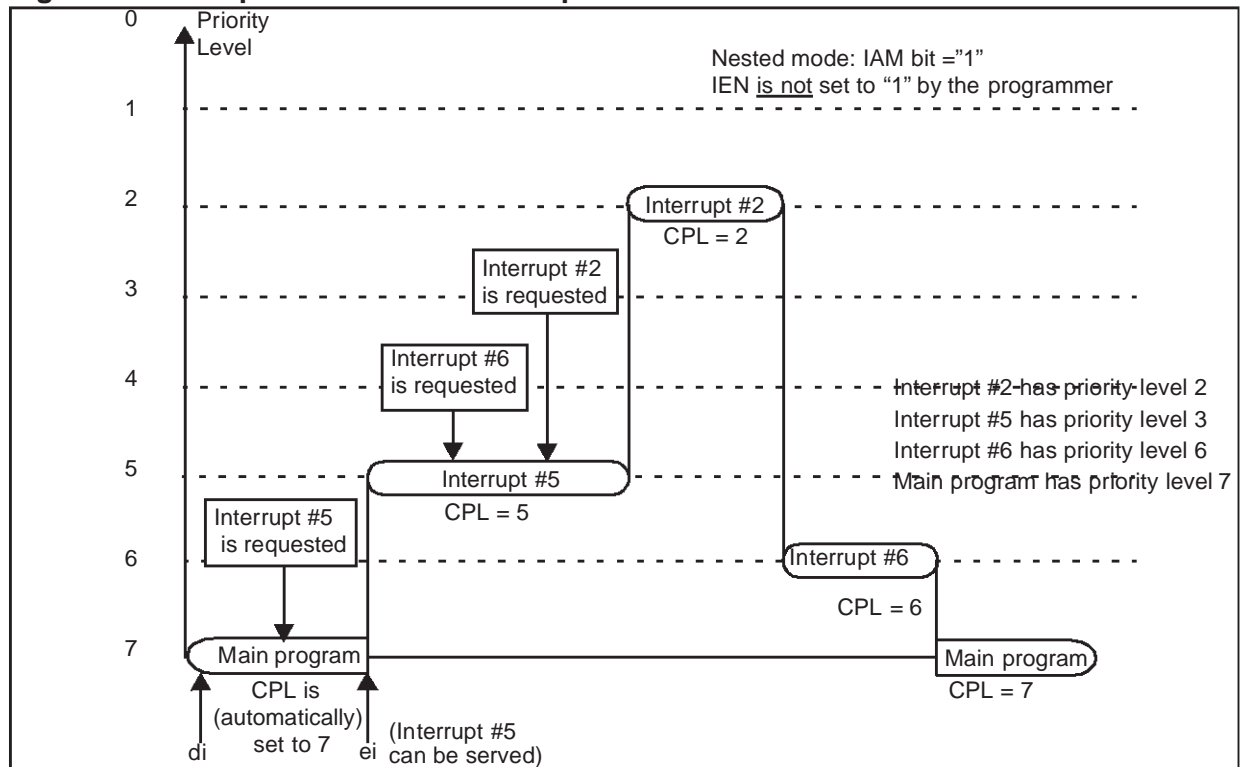 0
Priority
Level
Nested mode: IAM bit =”1”
IEN is not set to “1” by the programmer
1
2
Interrupt #2
CPL = 2
Interrupt #2
is requested
3
Interrupt #6
is requested
4
Interrupt #2 has priority level 2
Interrupt #5 has priority level 3
Interrupt #6 has priority level 6
Main program has priority level 7
5
Interrupt #5
CPL = 5
Interrupt #5
is requested
6
Interrupt #6
CPL = 6
7
Main program
Main program
CPL = 7
CPL is
(automatically)
set to 7
di
ei
(Interrupt #5
can be served)